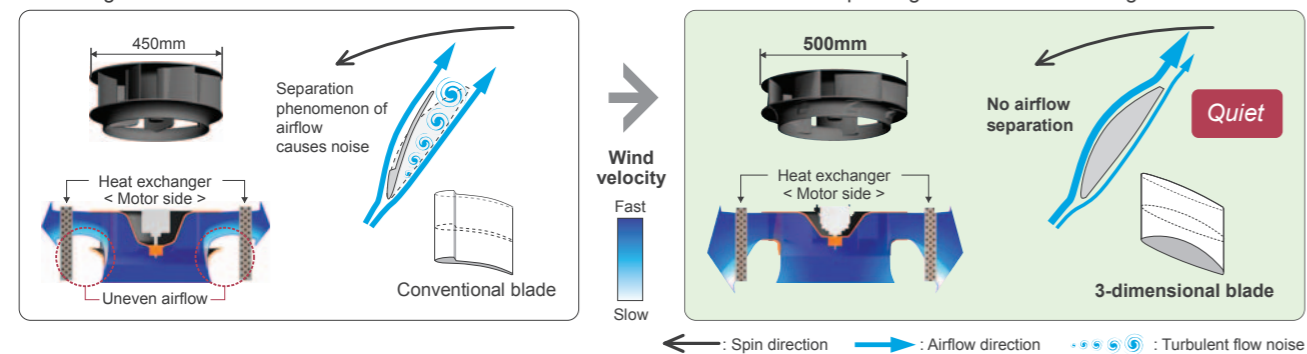 450mm
Separation
phenomenon of
airflow
causes noise
Heat exchanger
< Motor side >
Uneven airflow
Conventional blade
Wind
velocity
Fast
Slow
500mm
No airflow
separation
Quiet
Heat exchanger
< Motor side >
3-dimensional blade
: Spin direction
: Airflow direction
: Turbulent flow noise